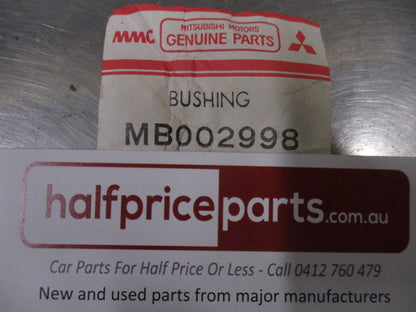 MMC
MITSUBISHI MOTORS
GENUINE PARTS
BUSHING
MB002998
halfpriceparts.com.au
Car Parts For Half Price Or Less - Call 0412 760 479
New and used parts from major manufacturers